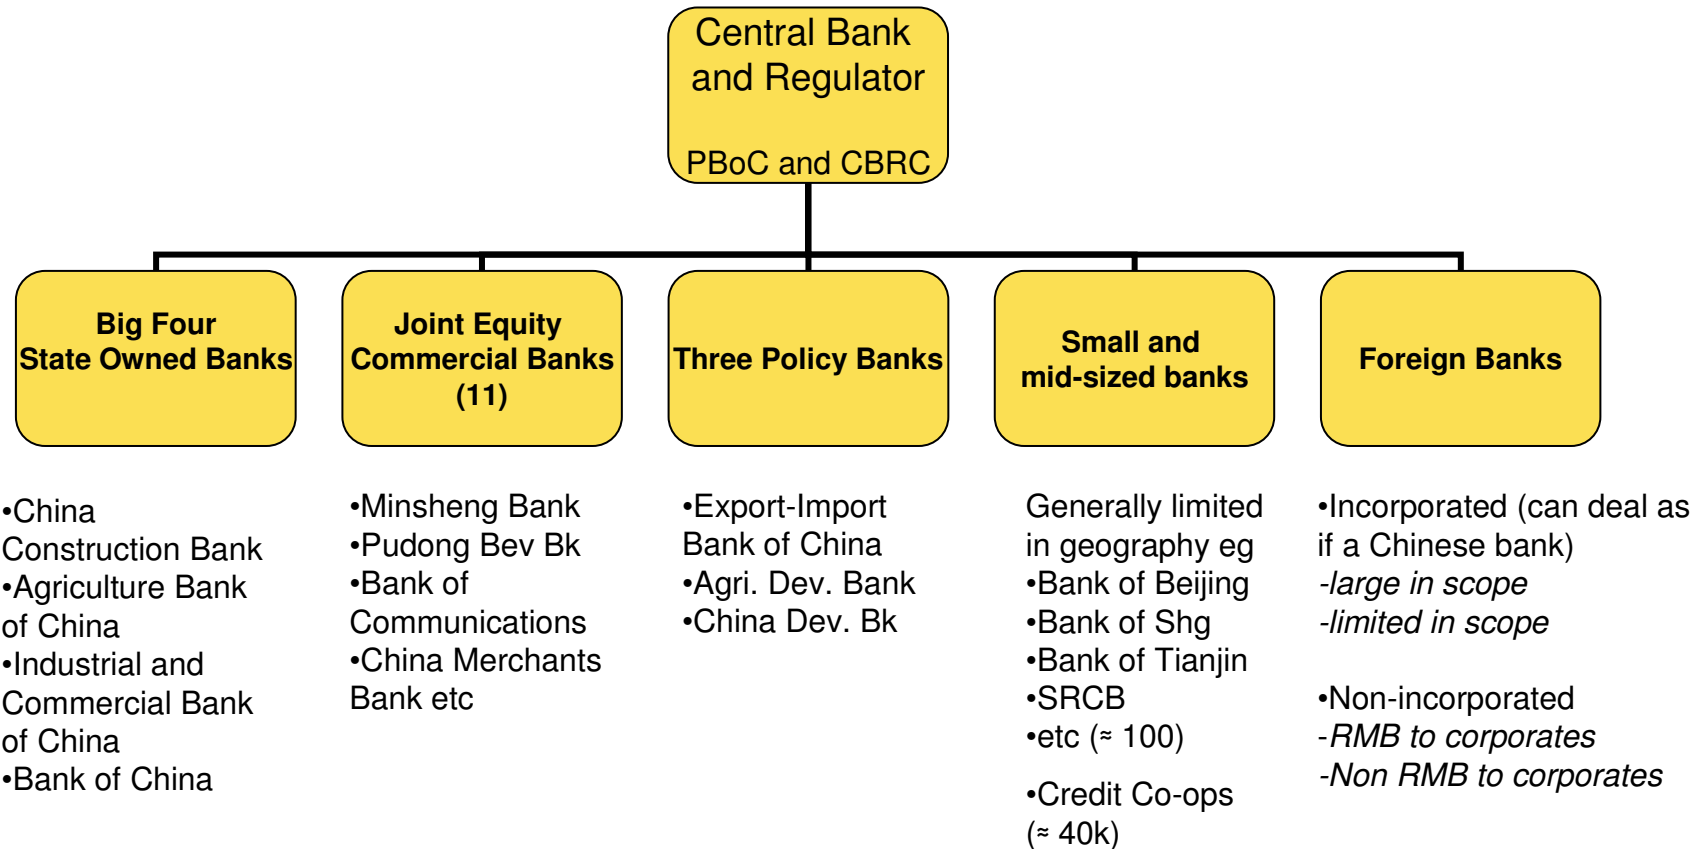 Central Bank
and Regulator
PBoC and CBRC
Big Four
State Owned Banks
Joint Equity
Commercial Banks
(11)
Three Policy Banks
Small and
mid-sized banks
Foreign Banks
•China
Construction Bank
•Agriculture Bank
of China
•Industrial and
Commercial Bank
of China
•Bank of China
•Minsheng Bank
•Pudong Bev Bk
•Bank of
Communications
•China Merchants
Bank etc
•Export-Import
Bank of China
•Agri. Dev. Bank
•China Dev. Bk
Generally limited
in geography eg
•Bank of Beijing
•Bank of Shg
•Bank of Tianjin
•SRCB
•etc (≈ 100)
•Credit Co-ops
(≈ 40k)
•Incorporated (can deal as
if a Chinese bank)
-large in scope
-limited in scope
•Non-incorporated
-RMB to corporates
-Non RMB to corporates